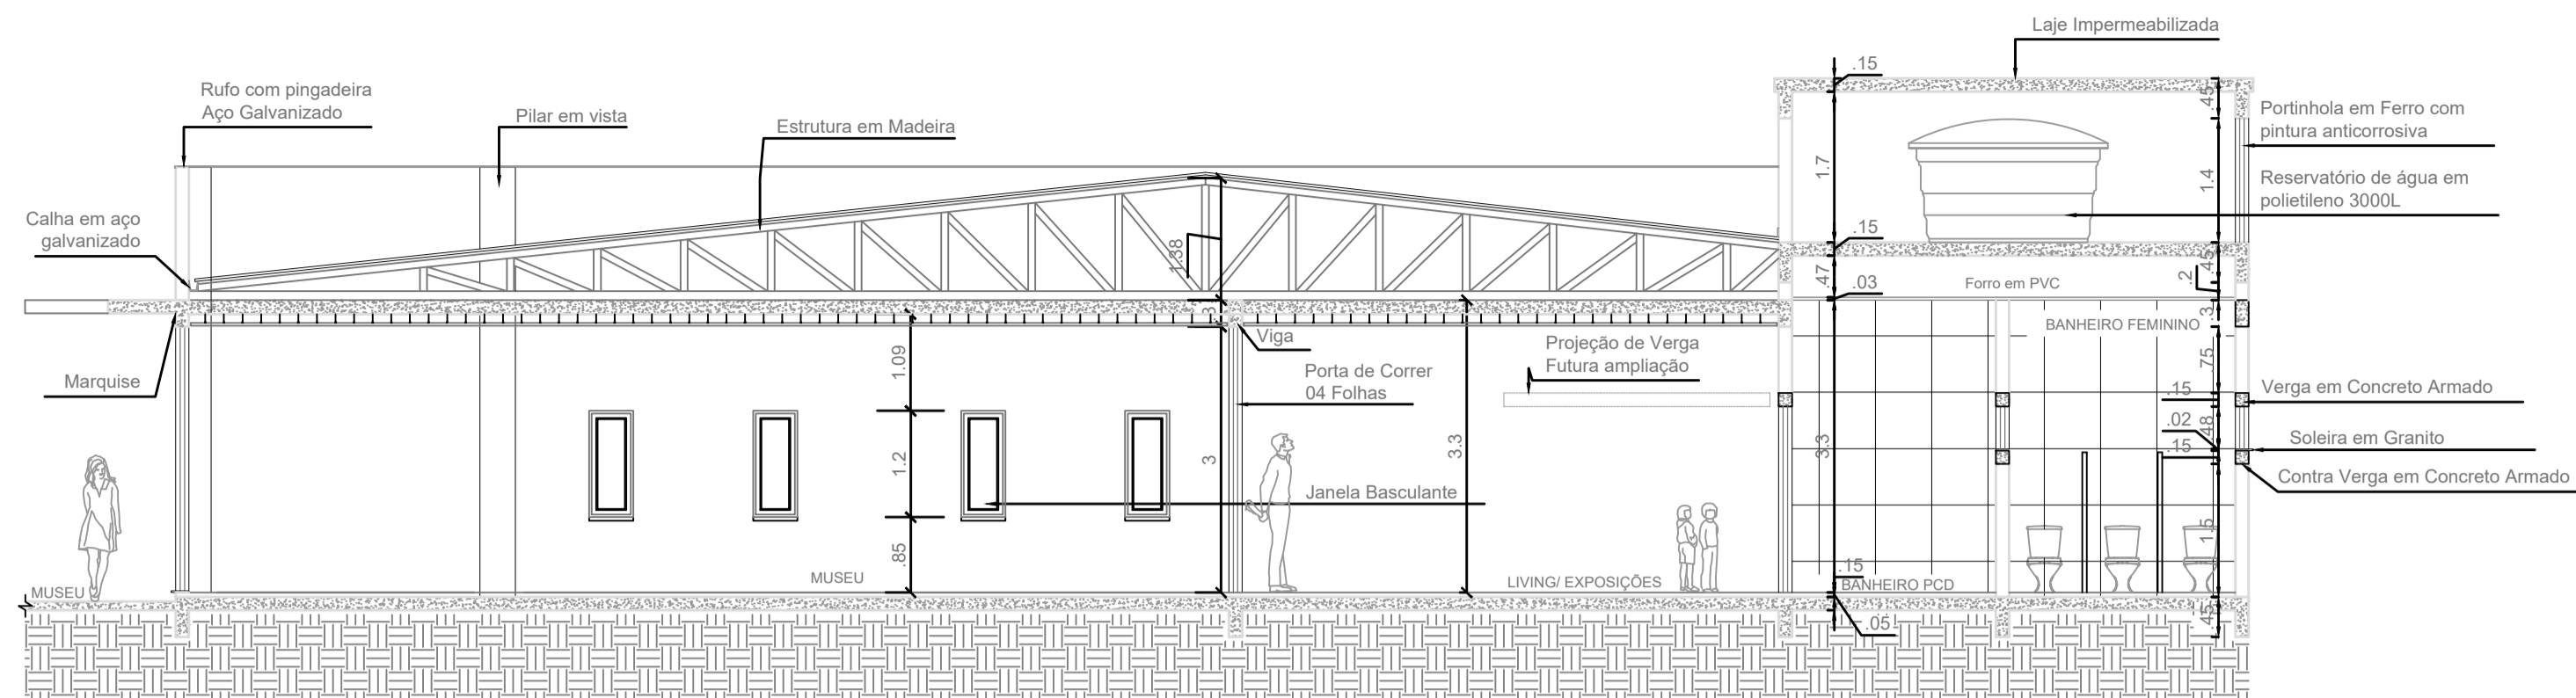 Laje Impermeabilizada
.15
Rufo com pingadeira
Aço Galvanizado
Pilar em vista
Estrutura em Madeira
.45
Portinhola em Ferro com
pintura anticorrosiva
1.7
1.4
Reservatório de água em
polietileno 3000L
Calha em aço
galvanizado
.15
1.38
.47
.45
.2
.03
Forro em PVC
.3
.3
BANHEIRO FEMININO
Viga
Projeção de Verga
Futura ampliação
1.09
.75
Marquise
Porta de Correr
04 Folhas
.15
Verga em Concreto Armado
.02
.48
.15
Soleira em Granito
1.2
3
3.3
3.3
Contra Verga em Concreto Armado
Janela Basculante
.85
1.5
.15
MUSEU
MUSEU
LIVING/ EXPOSIÇÕES
BANHEIRO PCD
.05
.45